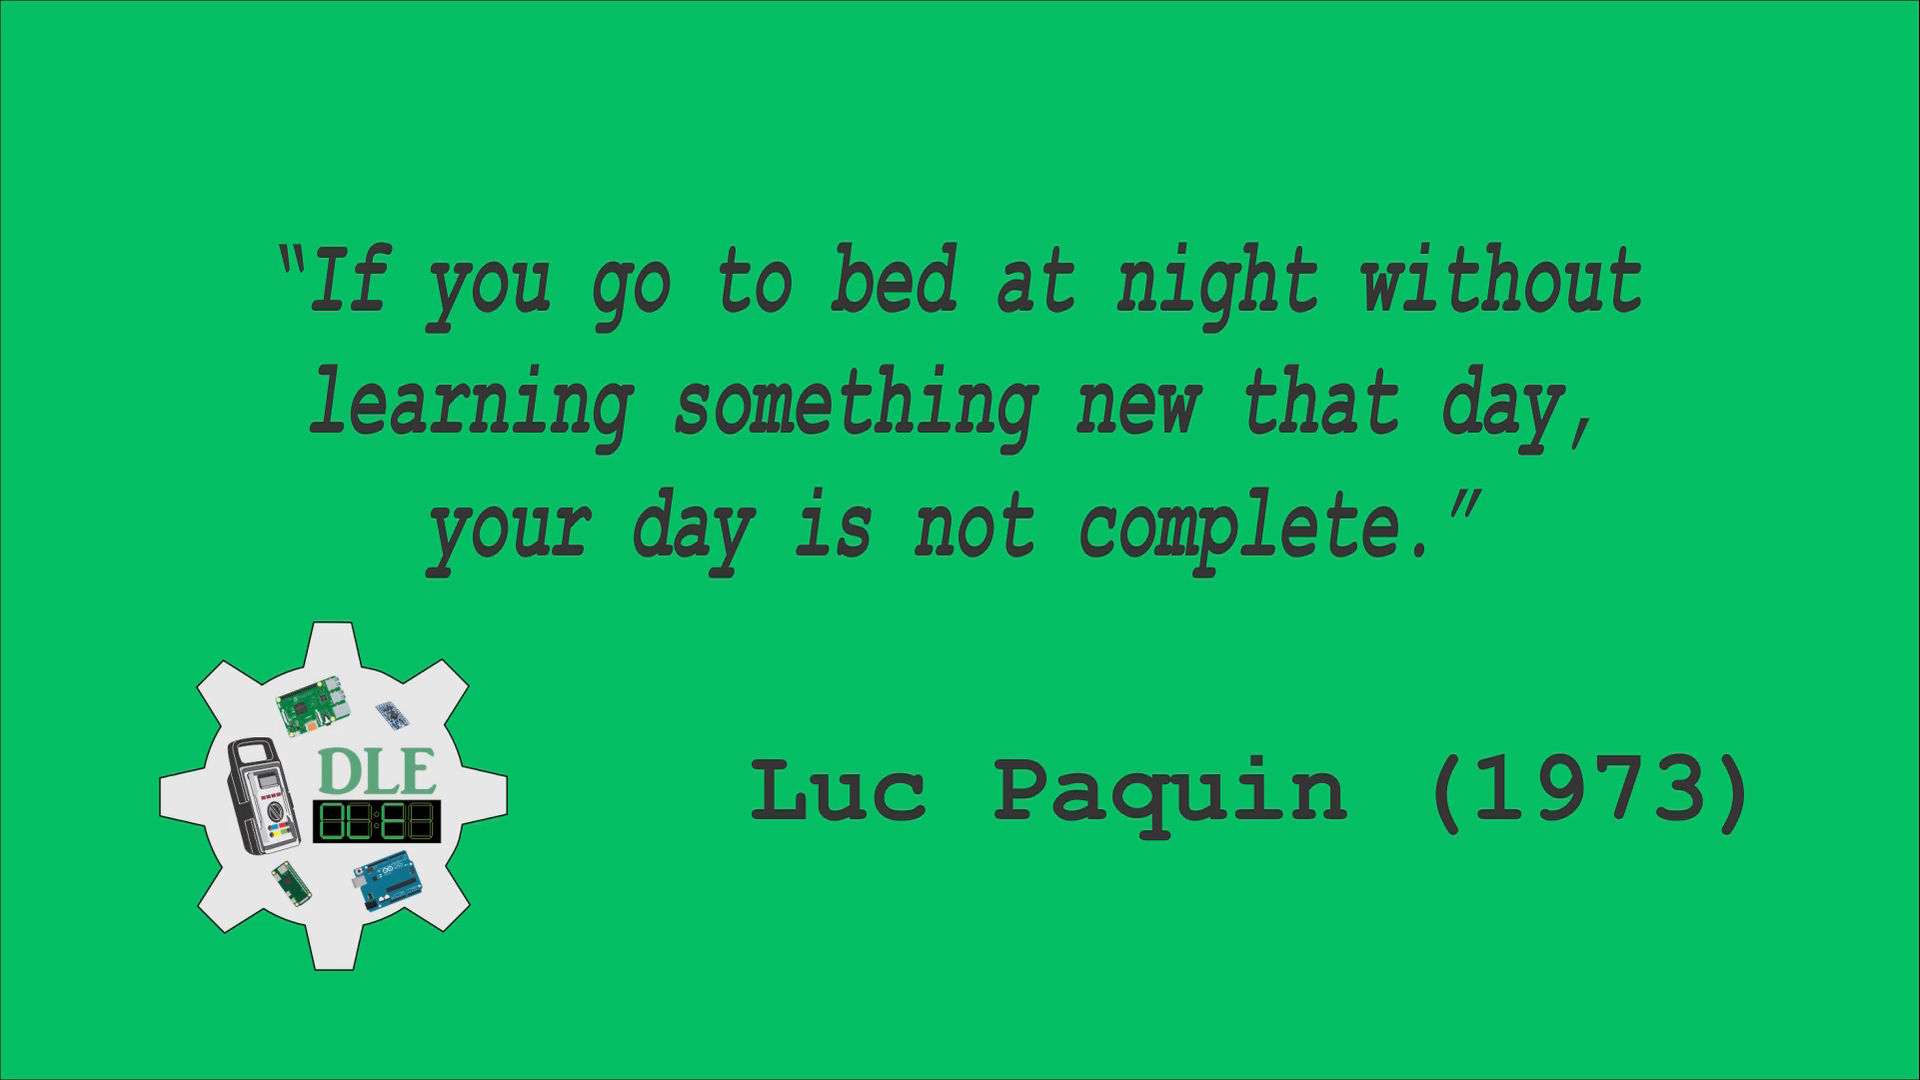 “If you go to bed at night without
learning something new that day,
your day is not complete.”
DLE
Luc Paquin (1973)